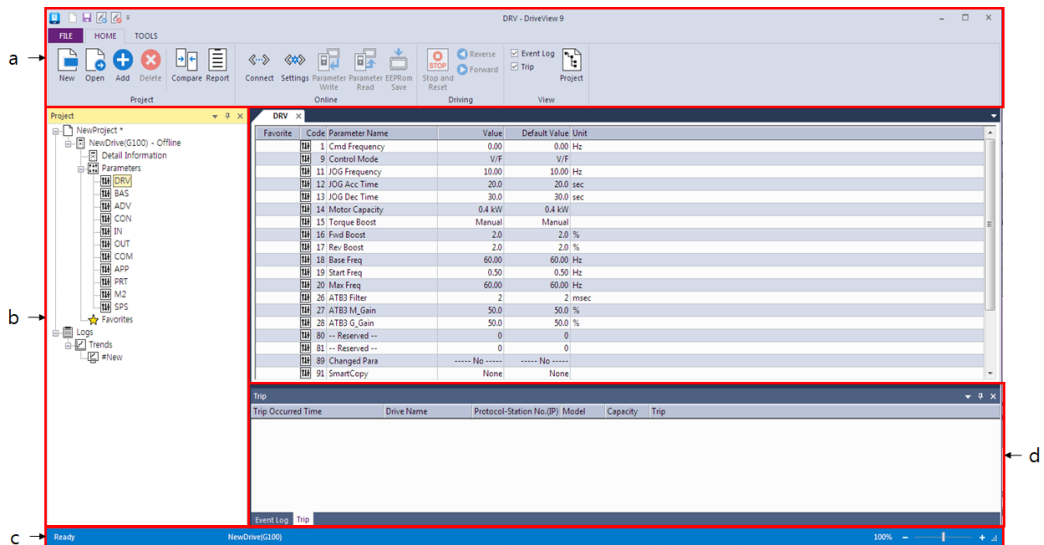 DRV - DriveView 9
FILE HOME TOOLS
a
New Open Add Delete Compare Report Connect Settings Parameter Write Parameter Read EEPRom Save Stop and Reset Reverse Forward Event Log Trip Project
STOP
Project Online Driving View
Project
NewProject *
NewDrive(G100) - Offline
Detail Information
Parameters
DRV
BAS
ADV
CON
IN
OUT
COM
APP
PRT
M2
SPS
Favorites
Logs
Trends
#New
b
DRV
Favorite Code Parameter Name Value Default Value Unit
1 Cmd Frequency 0.00 0.00 Hz
9 Control Mode V/F V/F
11 JOG Frequency 10.00 10.00 Hz
12 JOG Acc Time 20.0 20.0 sec
13 JOG Dec Time 30.0 30.0 sec
14 Motor Capacity 0.4 kW 0.4 kW
15 Torque Boost Manual Manual
16 Fwd Boost 2.0 2.0 %
17 Rev Boost 2.0 2.0 %
18 Base Freq 60.00 60.00 Hz
19 Start Freq 0.50 0.50 Hz
20 Max Freq 60.00 60.00 Hz
26 ATB3 Filter 2 2 msec
27 ATB3 M_Gain 50.0 50.0 %
28 ATB3 G_Gain 50.0 50.0 %
80 -- Reserved -- 0 0
81 -- Reserved -- 0 0
89 Changed Para ----- No ----- ----- No -----
91 SmartCopy None None
Trip
Trip Occurred Time Drive Name Protocol-Station No.(IP) Model Capacity Trip
d
Event Log Trip
c
Ready NewDrive(G100) 100%